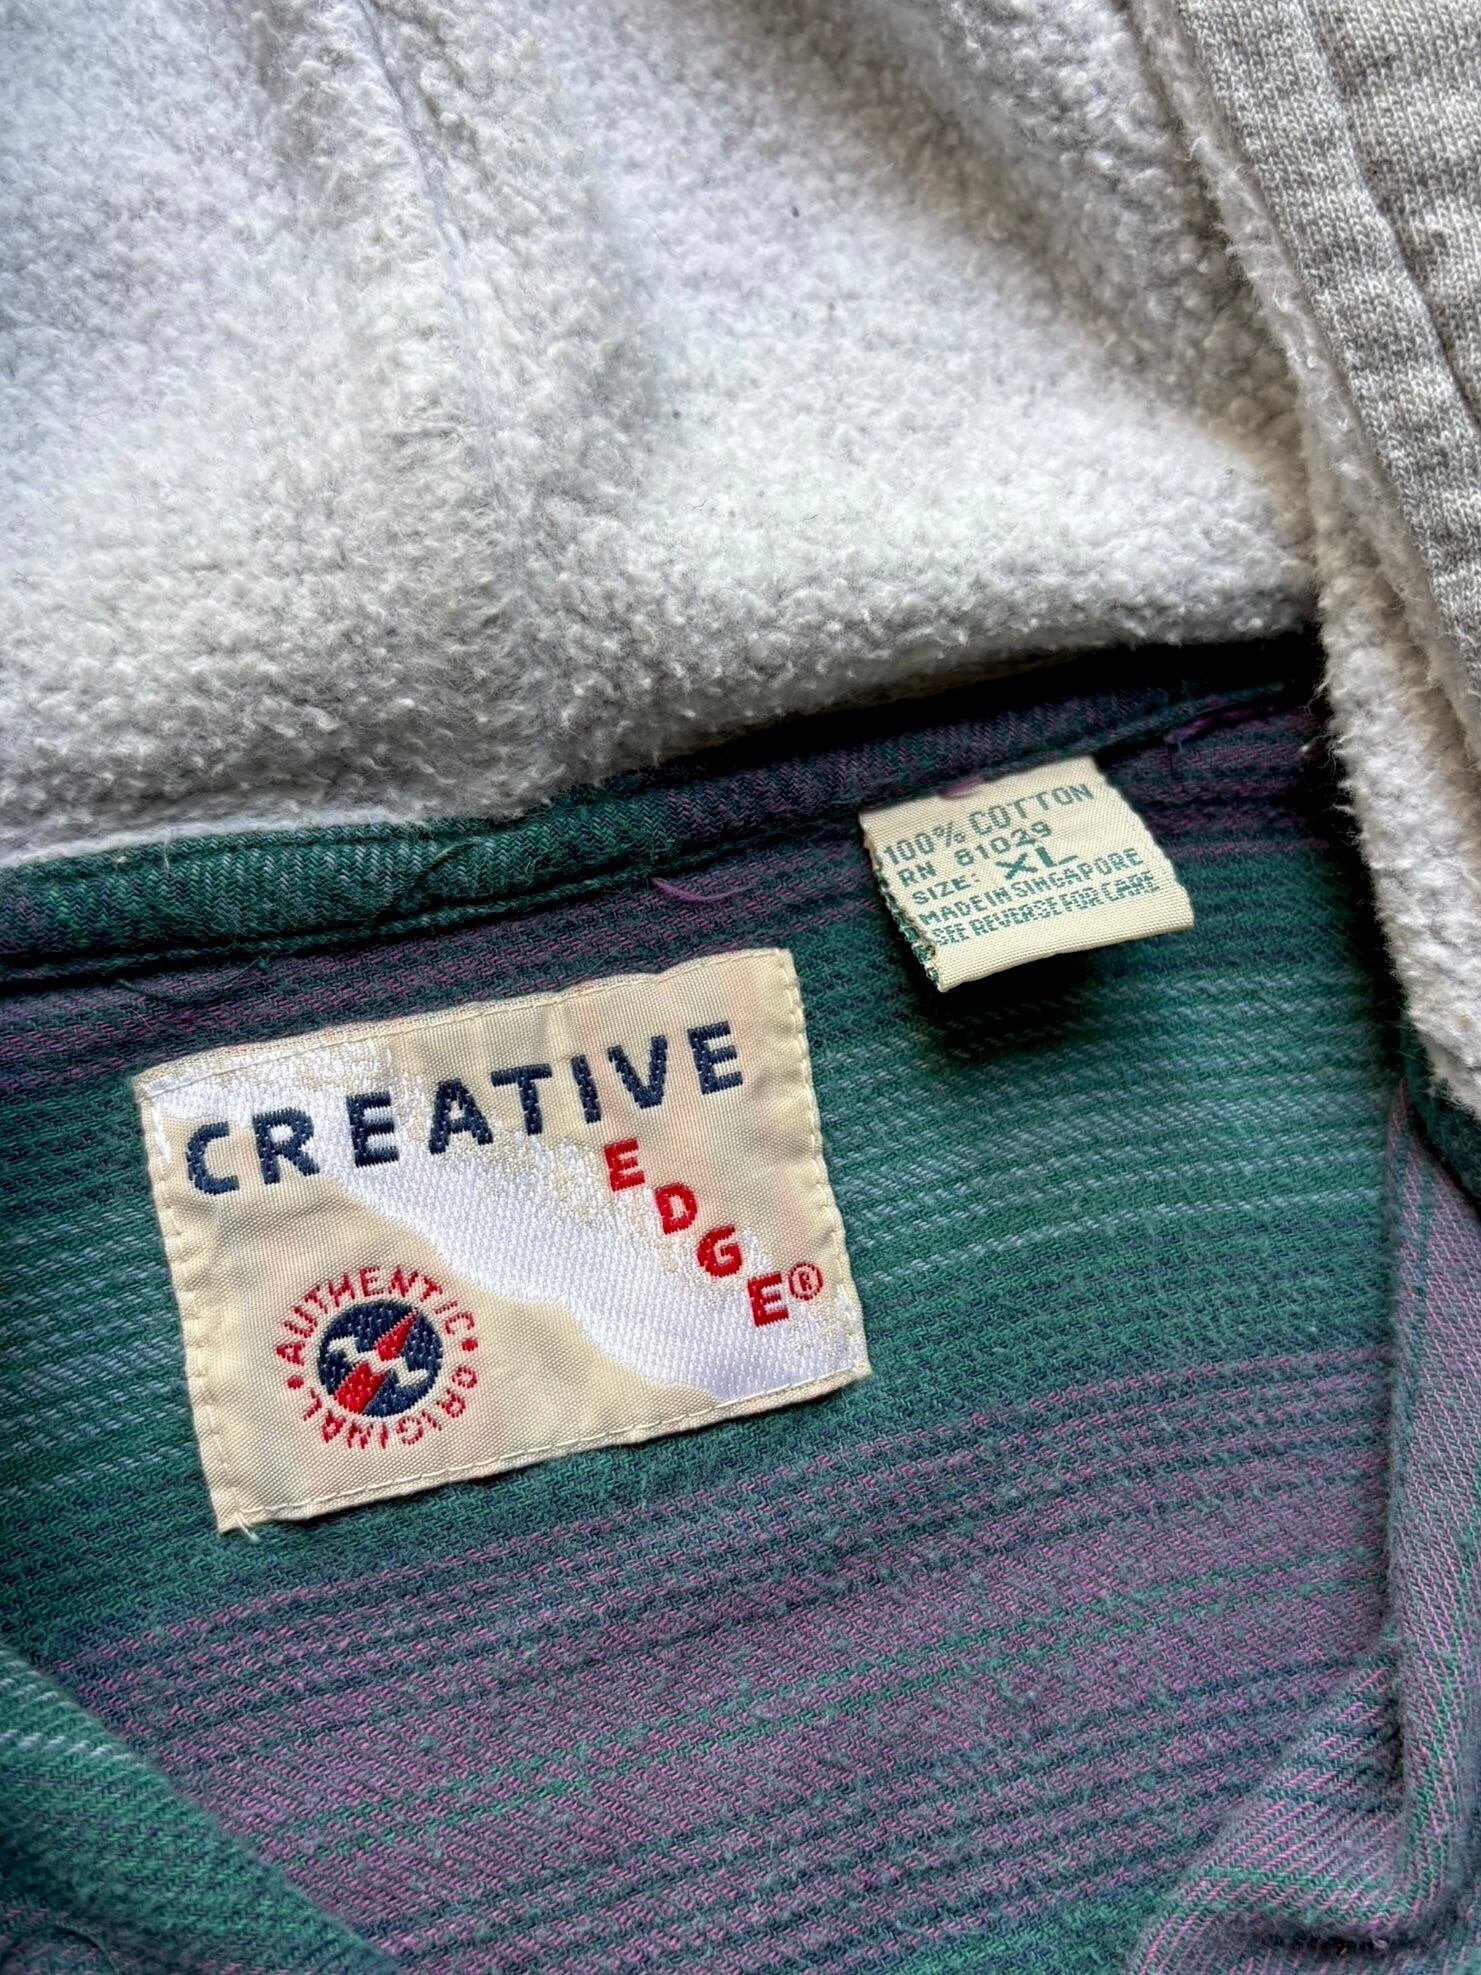 100% COTTON
RN 81029
SIZE: XL
MADE IN SINGAPORE
SEE REVERSE FOR CARE
CREATIVE
EDGE®
AUTHENTIC • ORIGINAL •